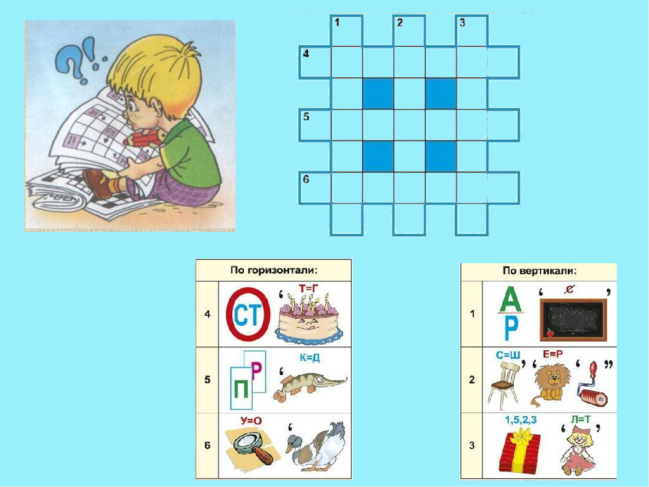 ?!
1 2 3
4
5
6
По горизонтали:
4 СТ ‘ Т=Г
5 П Р ‘ К=Д
6 У=О ‘
По вертикали:
1 А Р ‘ С ’
2 С=Ш ’ ‘ Е=Р ‘ ’’
3 1,5,2,3 ‘ Л=Т ’